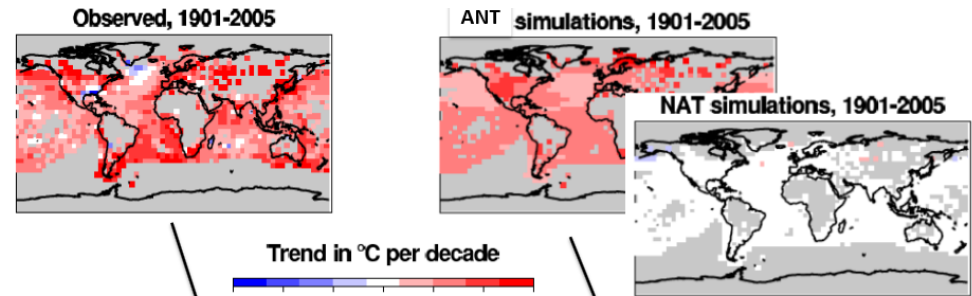 Observed, 1901-2005
ANT simulations, 1901-2005
NAT simulations, 1901-2005
Trend in °C per decade